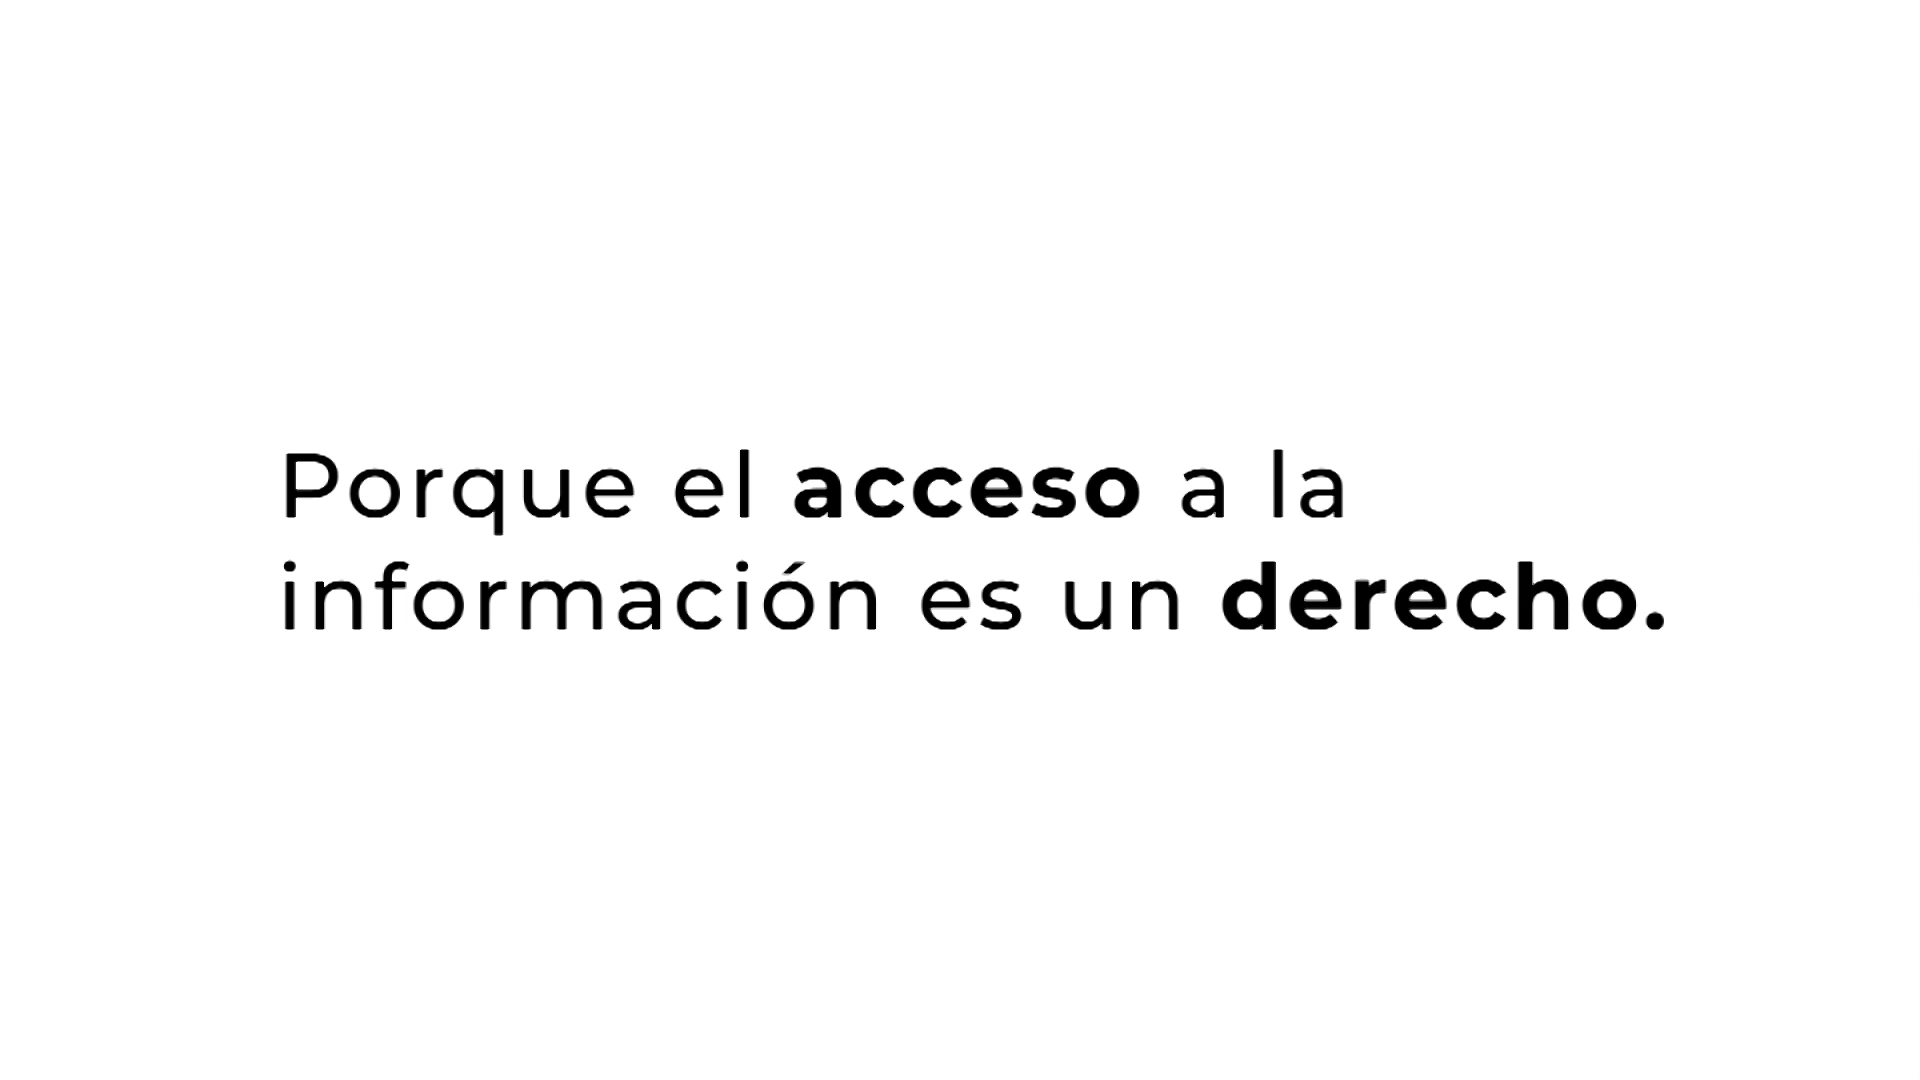 Porque el acceso a la
información es un derecho.